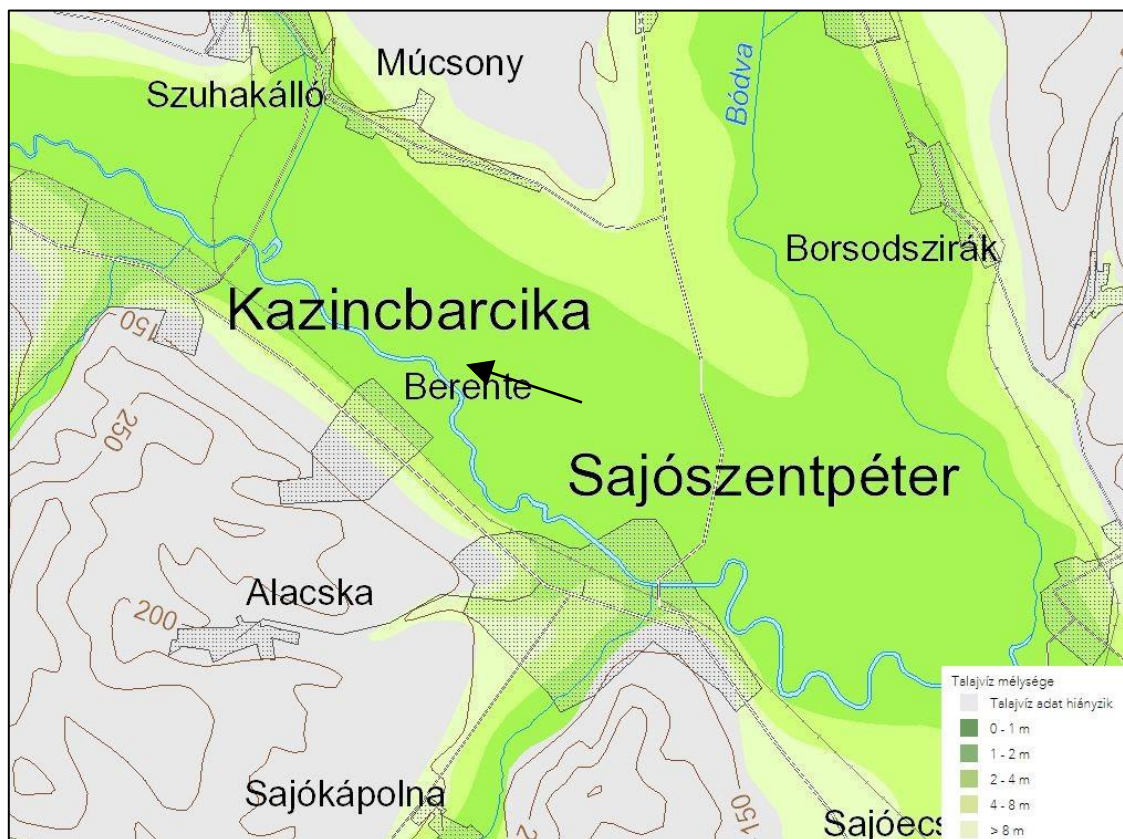 Múcsony
Szuhakálló
Bódva
Borsodszirák
Kazincbarcika
150
Berente
250
Sajószentpéter
Alacska
200
Sajókápolna
150
Sajóecs
Talajvíz mélysége
Talajvíz adat hiányzik
0 - 1 m
1 - 2 m
2 - 4 m
4 - 8 m
> 8 m